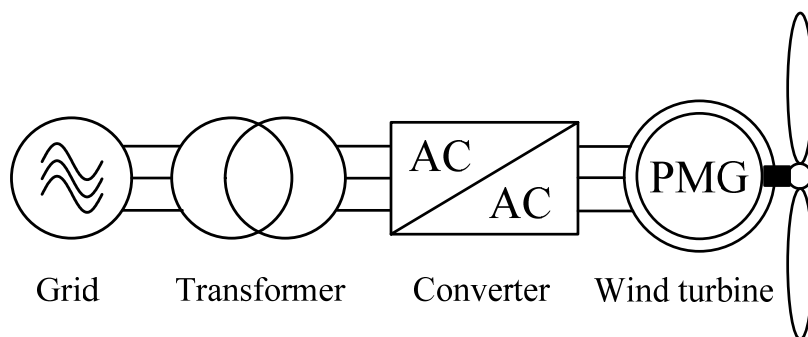 AC
AC
PMG
Grid
Transformer
Converter
Wind turbine